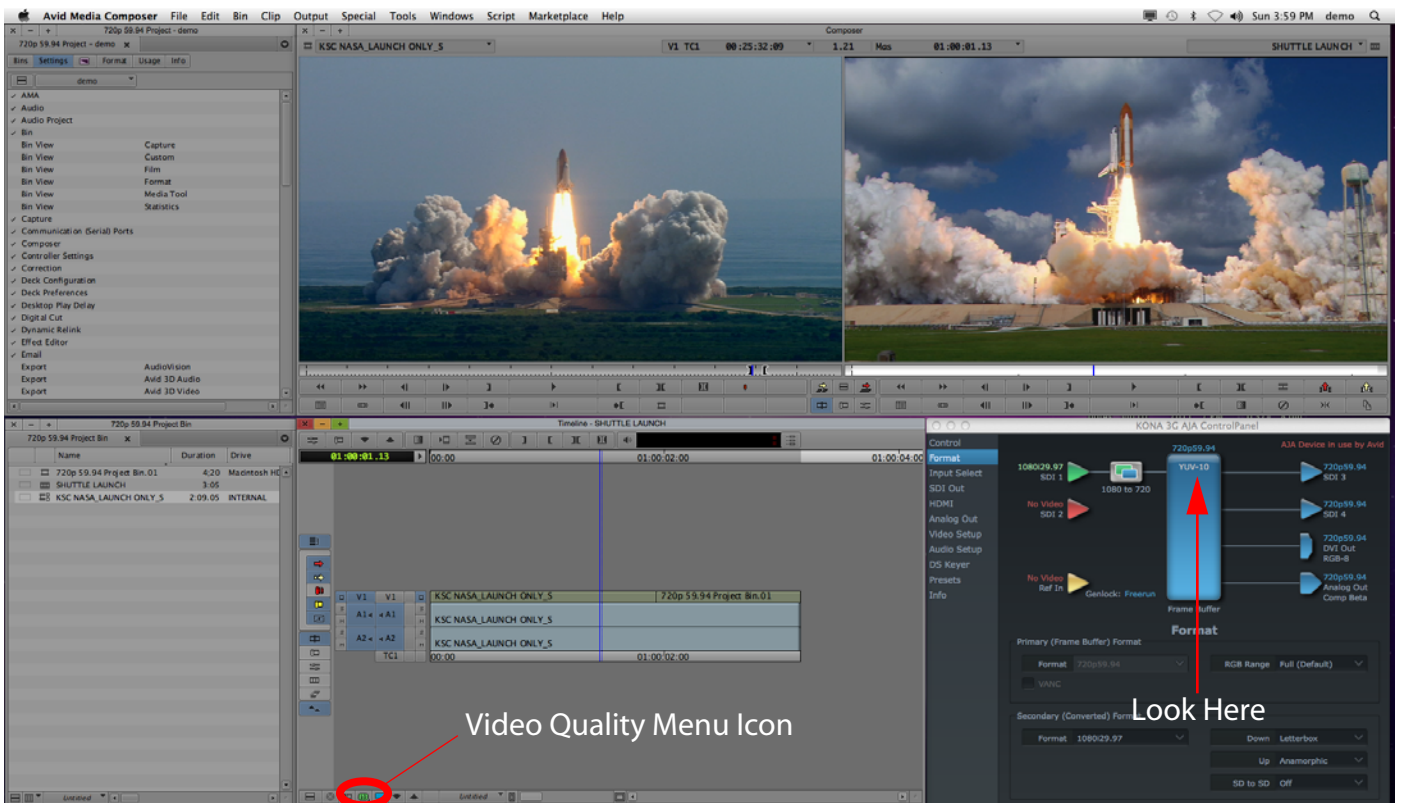 Avid Media Composer File Edit Bin Clip Output Special Tools Windows Script Marketplace Help
Sun 3:59 PM demo
720p 59.94 Project - demo
720p 59.94 Project - demo x
Bins Settings Format Usage Info
demo
AMA
Audio
Audio Project
Bin
Bin View Capture
Bin View Custom
Bin View Film
Bin View Format
Bin View Media Tool
Bin View Statistics
Capture
Communication (Serial) Ports
Composer
Controller Settings
Correction
Deck Configuration
Deck Preferences
Desktop Play Delay
Digital Cut
Dynamic Relink
Effect Editor
Email
Export AudioVision
Export Avid 3D Audio
Export Avid 3D Video
Composer
KSC NASA_LAUNCH ONLY_S
V1 TC1 00:25:32:09
1.21 Mas 01:00:01.13
SHUTTLE LAUNCH
720p 59.94 Project Bin
720p 59.94 Project Bin x
Name Duration Drive
720p 59.94 Project Bin.01 4;20 Macintosh HD
SHUTTLE LAUNCH 3:05
KSC NASA_LAUNCH ONLY_S 2:09.05 INTERNAL
Untitled
Timeline - SHUTTLE LAUNCH
01:00:01.13 00:00 01:00:02:00 01:00:04:00
V1 V1 KSC NASA_LAUNCH ONLY_S 720p 59.94 Project Bin.01
A1 A1 KSC NASA_LAUNCH ONLY_S
A2 A2 KSC NASA_LAUNCH ONLY_S
TC1 00:00 01:00:02:00
Video Quality Menu Icon
Untitled
KONA 3G AJA ControlPanel
Control
Format
Input Select
SDI Out
HDMI
Analog Out
Video Setup
Audio Setup
DS Keyer
Presets
Info
AJA Device in use by Avid
720p59.94
YUV-10
1080i29.97
SDI 1
1080 to 720
No Video
SDI 2
No Video
Ref In
Genlock: Freerun
Frame Buffer
720p59.94
SDI 3
720p59.94
SDI 4
720p59.94
DVI Out
RGB-8
720p59.94
Analog Out
Comp Beta
Format
Primary (Frame Buffer) Format
Format 720p59.94
RGB Range Full (Default)
VANC
Look Here
Secondary (Converted) Format
Format 1080i29.97
Down Letterbox
Up Anamorphic
SD to SD Off